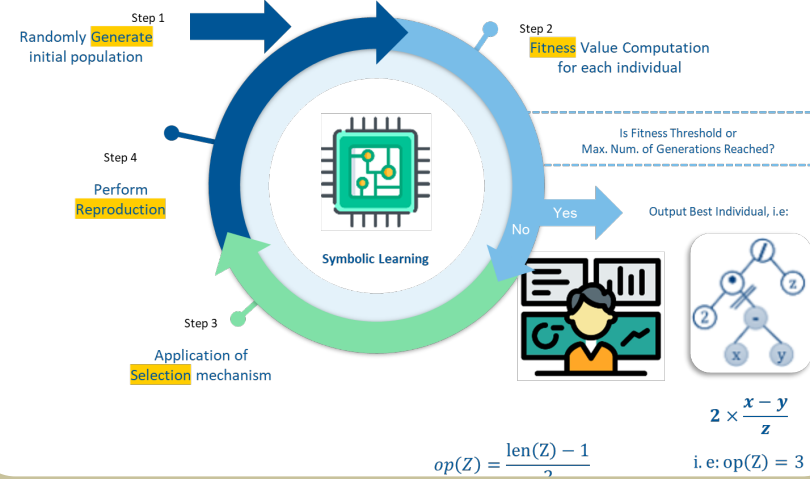 Step 1
Randomly Generate
initial population
Step 2
Fitness Value Computation
for each individual
Is Fitness Threshold or
Max. Num. of Generations Reached?
Step 4
Perform
Reproduction
Yes
No
Output Best Individual, i.e:
Symbolic Learning
/
*
z
2
-
x
y
Step 3
Application of
Selection mechanism
2 × (x − y)/z
op(Z) = (len(Z) − 1)/2
i. e: op(Z) = 3